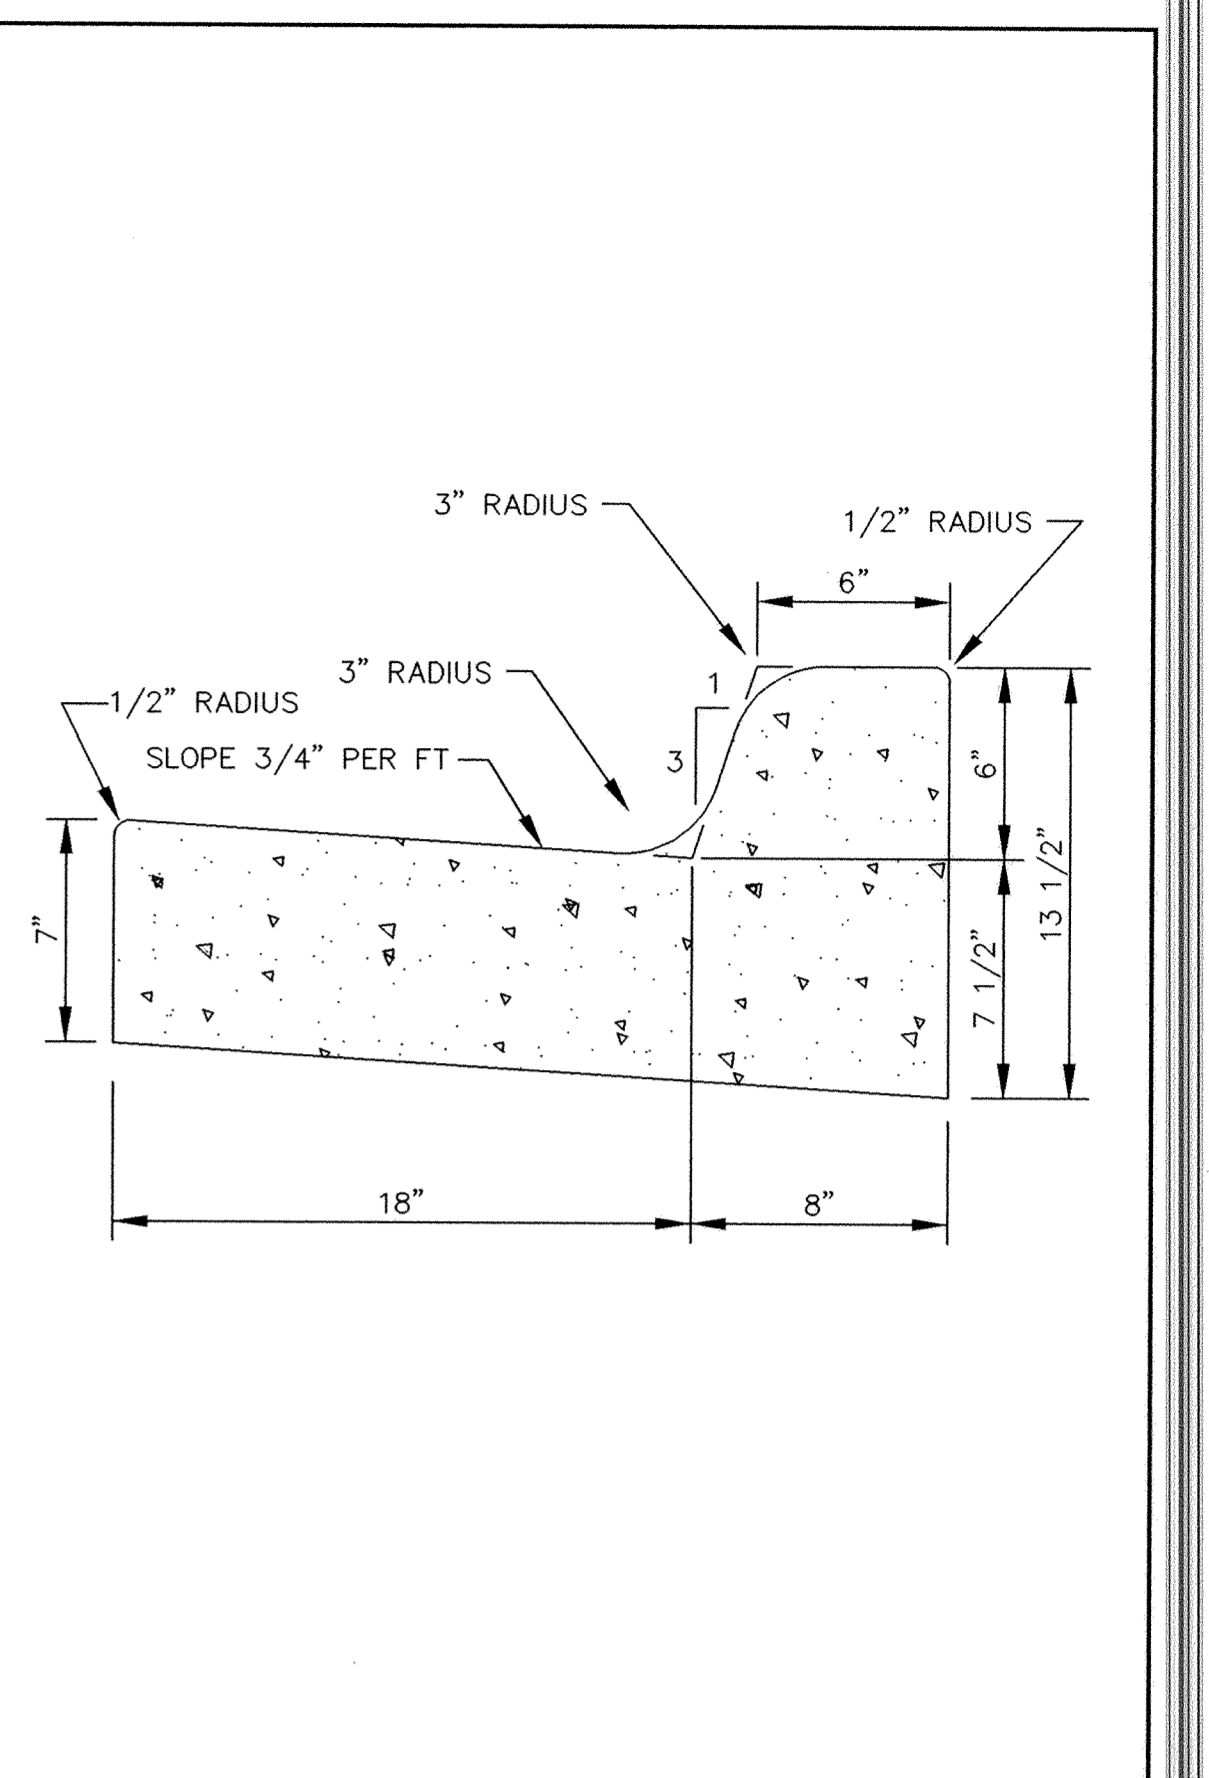 3” RADIUS
1/2” RADIUS
6”
3” RADIUS
1
1/2” RADIUS
3
SLOPE 3/4” PER FT
6”
13 1/2”
7”
7 1/2”
18”
8”